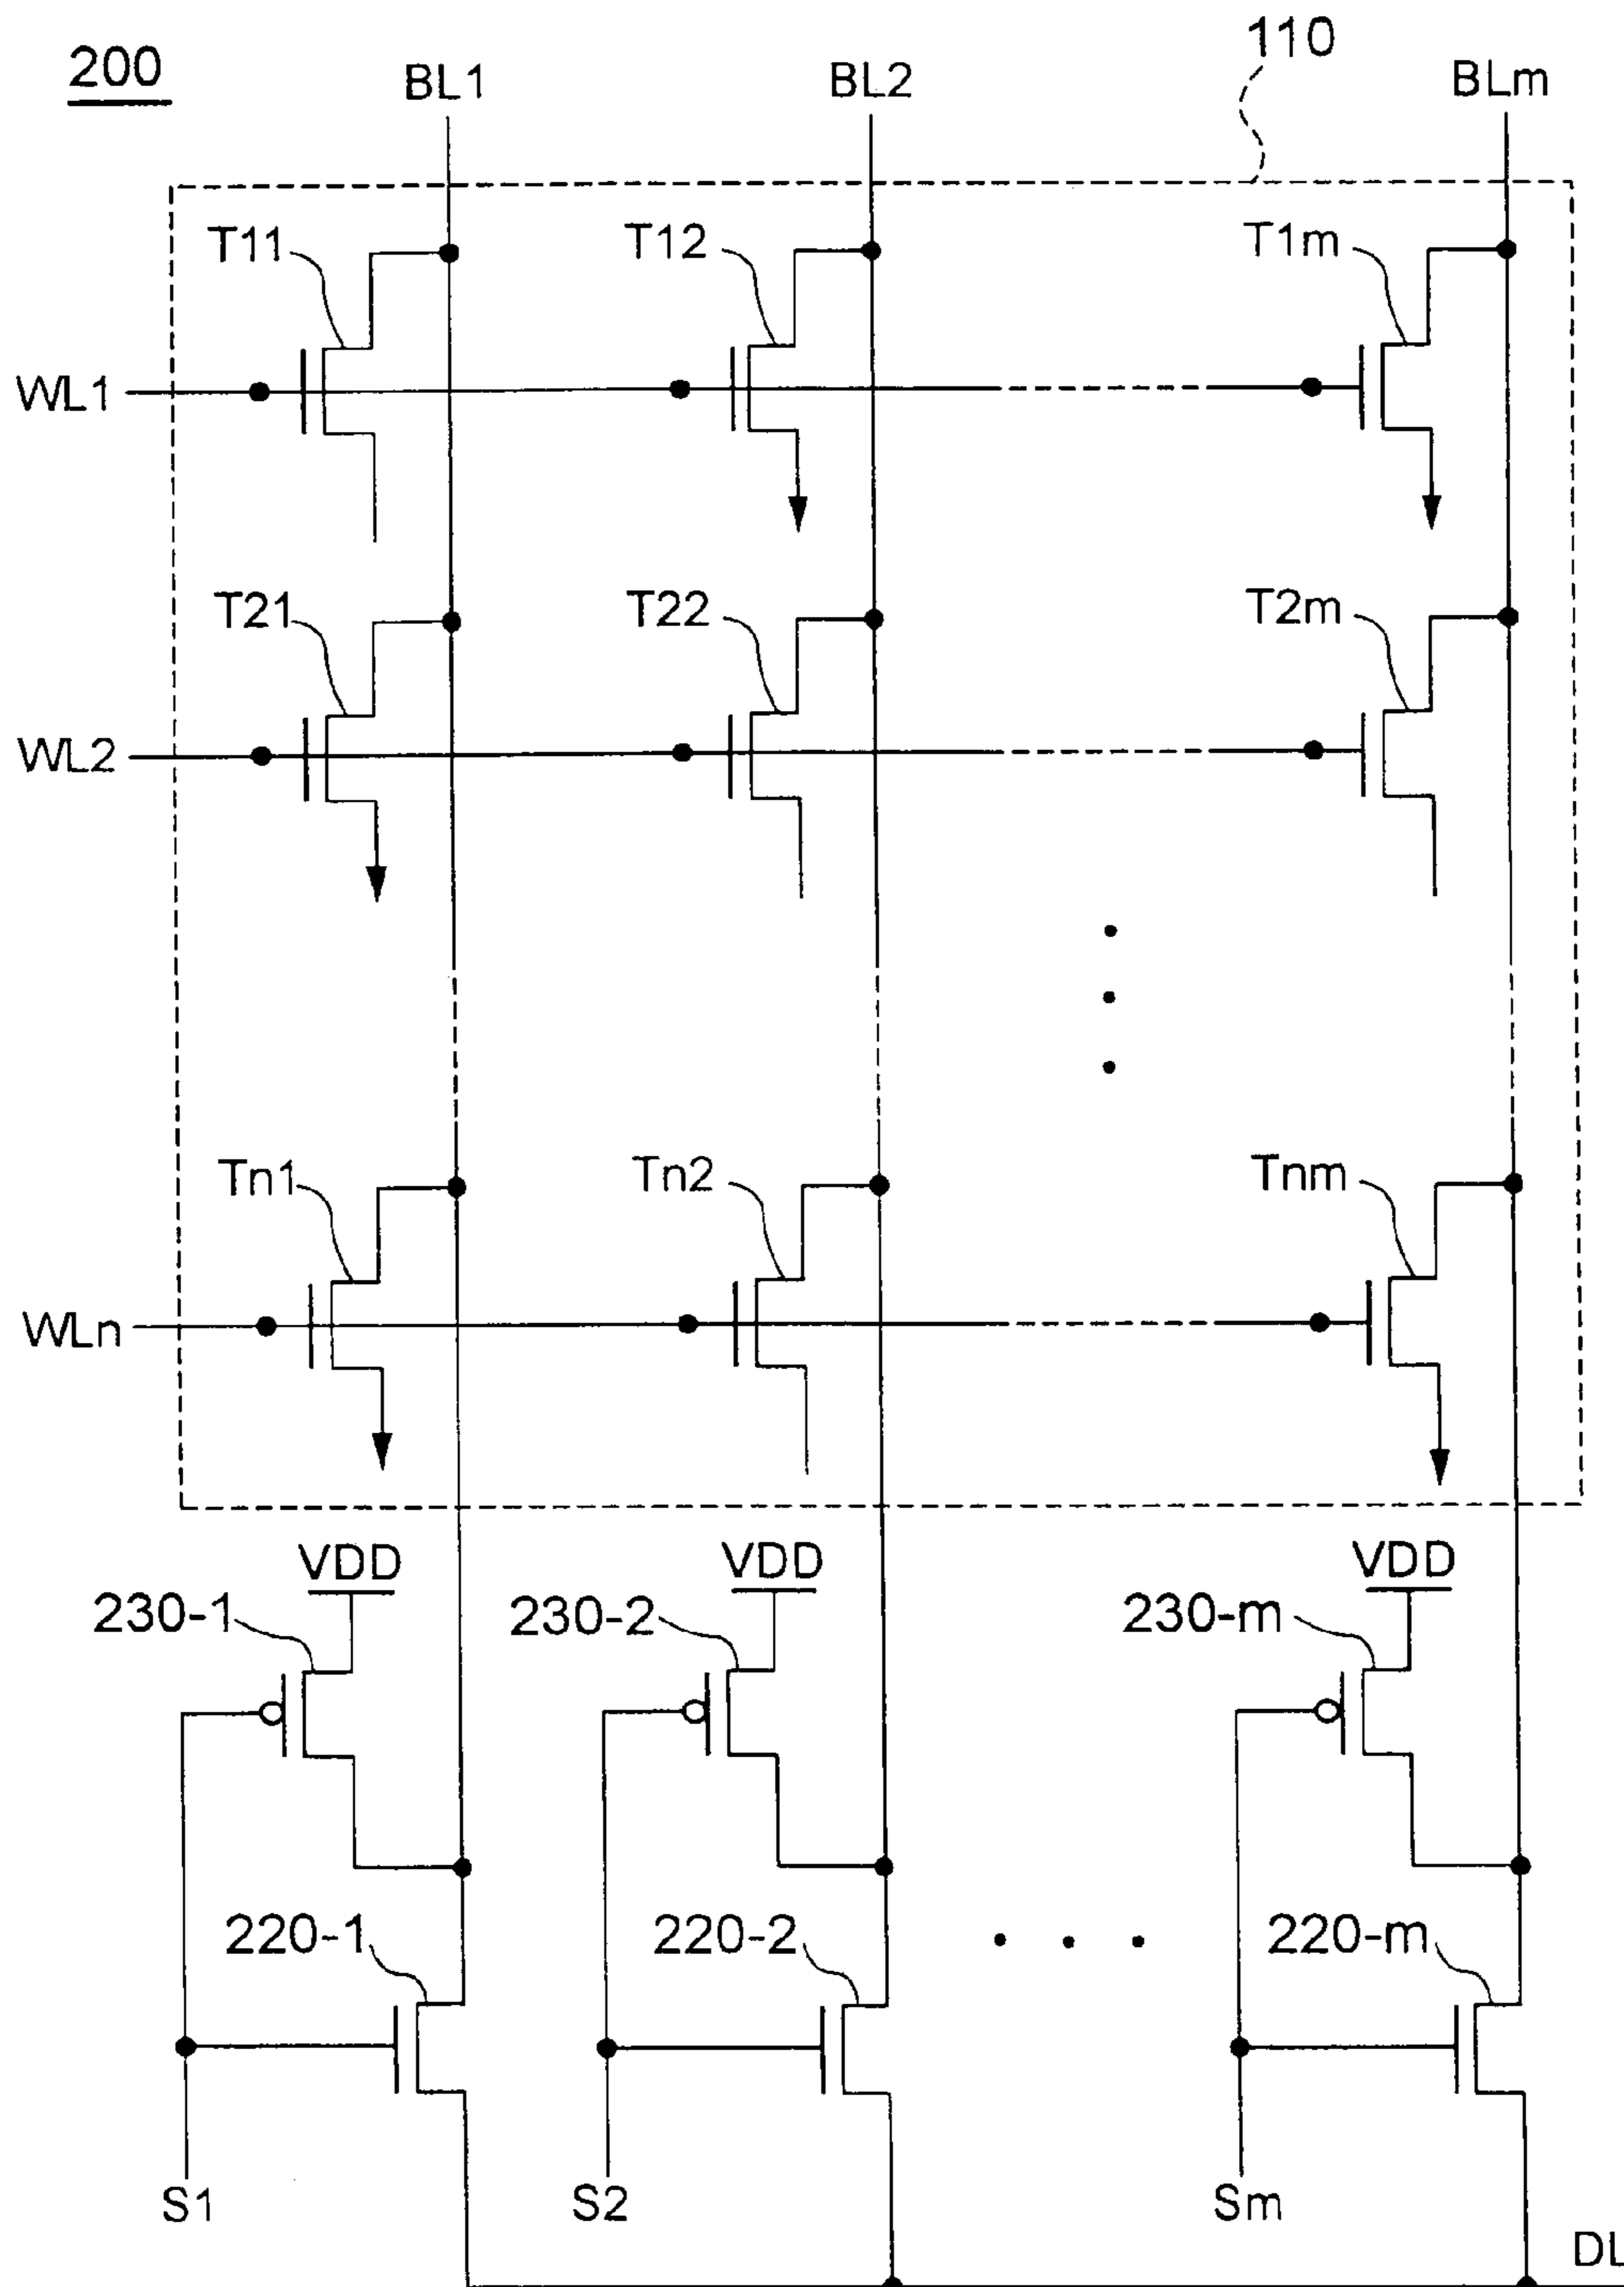 200
110
BL1 BL2 BLm
T11 T12 T1m
WL1
T21 T22 T2m
WL2
Tn1 Tn2 Tnm
WLn
VDD VDD VDD
230-1 230-2 230-m
220-1 220-2 220-m
S1 S2 Sm
DL